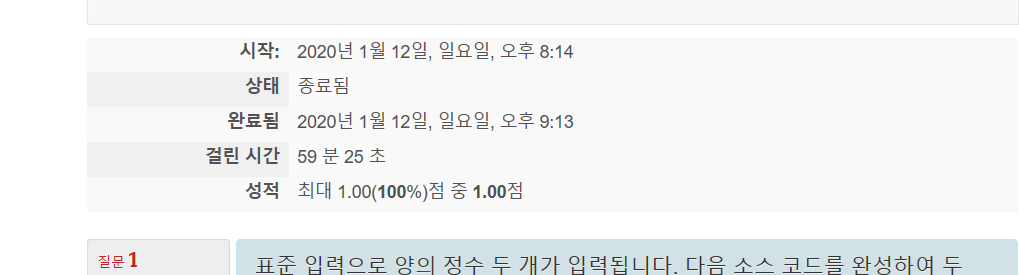 시작: 2020년 1월 12일, 일요일, 오후 8:14
상태 종료됨
완료됨 2020년 1월 12일, 일요일, 오후 9:13
걸린 시간 59 분 25 초
성적 최대 1.00(100%)점 중 1.00점
질문 1
표준 입력으로 양의 정수 두 개가 입력됩니다. 다음 소스 코드를 완성하여 두